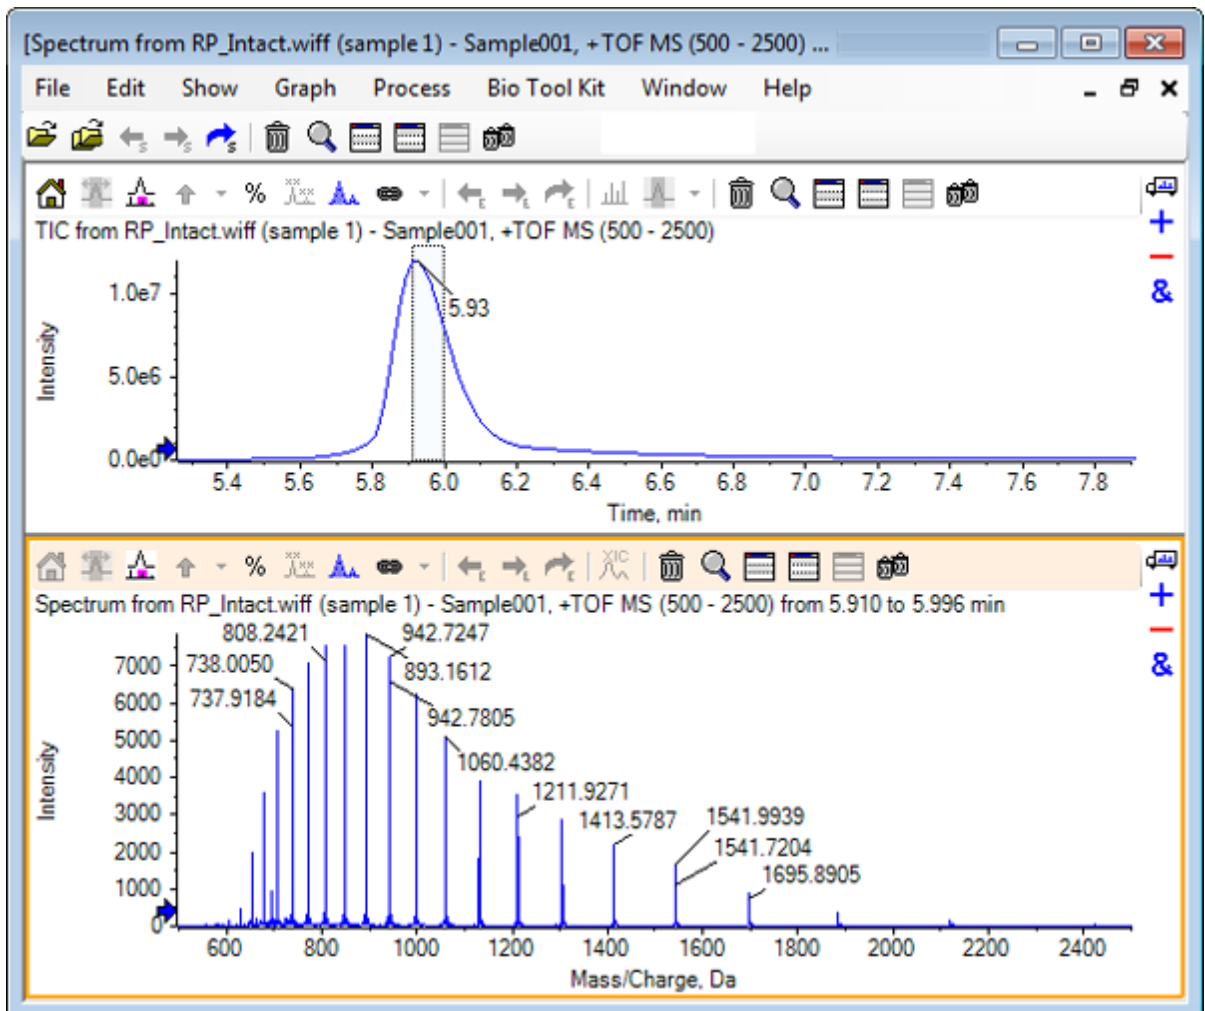 [Spectrum from RP_Intact.wiff (sample 1) - Sample001, +TOF MS (500 - 2500) ...
File Edit Show Graph Process Bio Tool Kit Window Help
%
TIC from RP_Intact.wiff (sample 1) - Sample001, +TOF MS (500 - 2500)
&
Intensity
1.0e7
5.0e6
0.0e0
5.93
5.4 5.6 5.8 6.0 6.2 6.4 6.6 6.8 7.0 7.2 7.4 7.6 7.8
Time, min
% XIC
Spectrum from RP_Intact.wiff (sample 1) - Sample001, +TOF MS (500 - 2500) from 5.910 to 5.996 min
&
Intensity
7000
6000
5000
4000
3000
2000
1000
0
808.2421
942.7247
738.0050
893.1612
737.9184
942.7805
1060.4382
1211.9271
1413.5787
1541.9939
1541.7204
1695.8905
600 800 1000 1200 1400 1600 1800 2000 2200 2400
Mass/Charge, Da